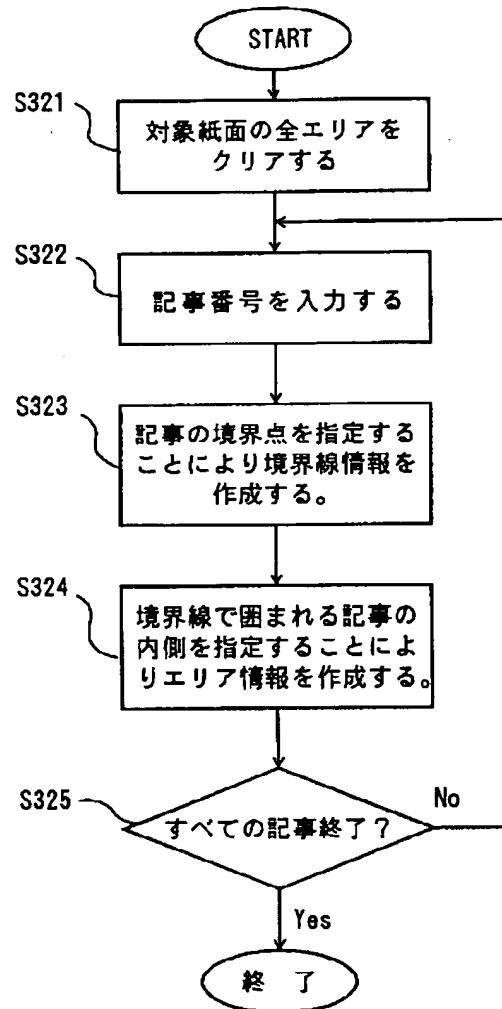 START
S321
対象紙面の全エリアを
クリアする
S322
記事番号を入力する
S323
記事の境界点を指定する
ことにより境界線情報を
作成する。
S324
境界線で囲まれる記事の
内側を指定することによ
りエリア情報を作成する。
S325
すべての記事終了?
No
Yes
終 了